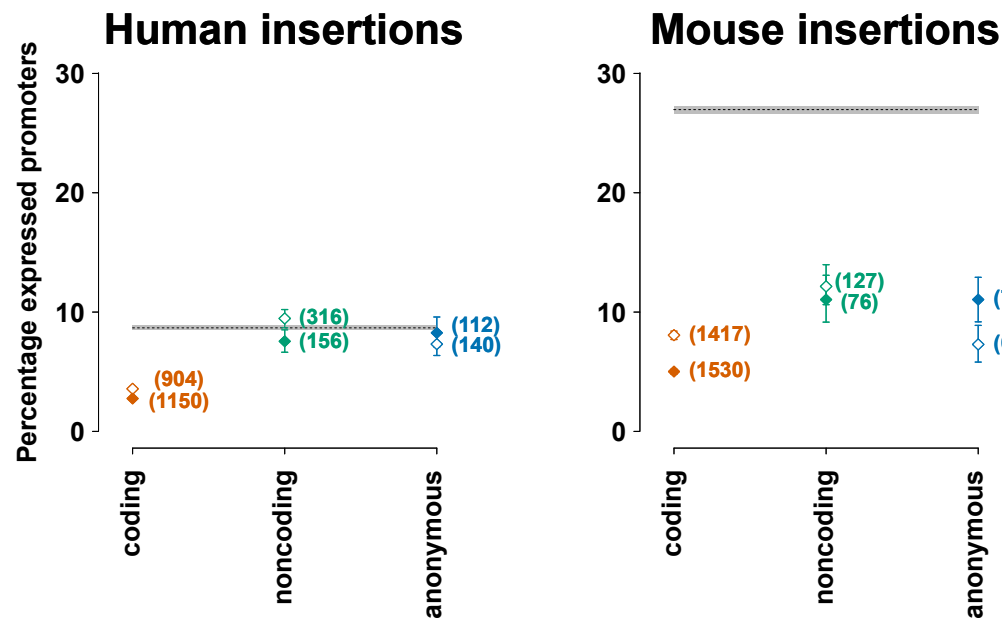 Human insertions
Mouse insertions
Percentage expressed promoters
30
20
10
0
(904)
(1150)
(316)
(156)
(112)
(140)
coding
noncoding
anonymous
30
20
10
0
(1417)
(1530)
(127)
(76)
coding
noncoding
anonymous